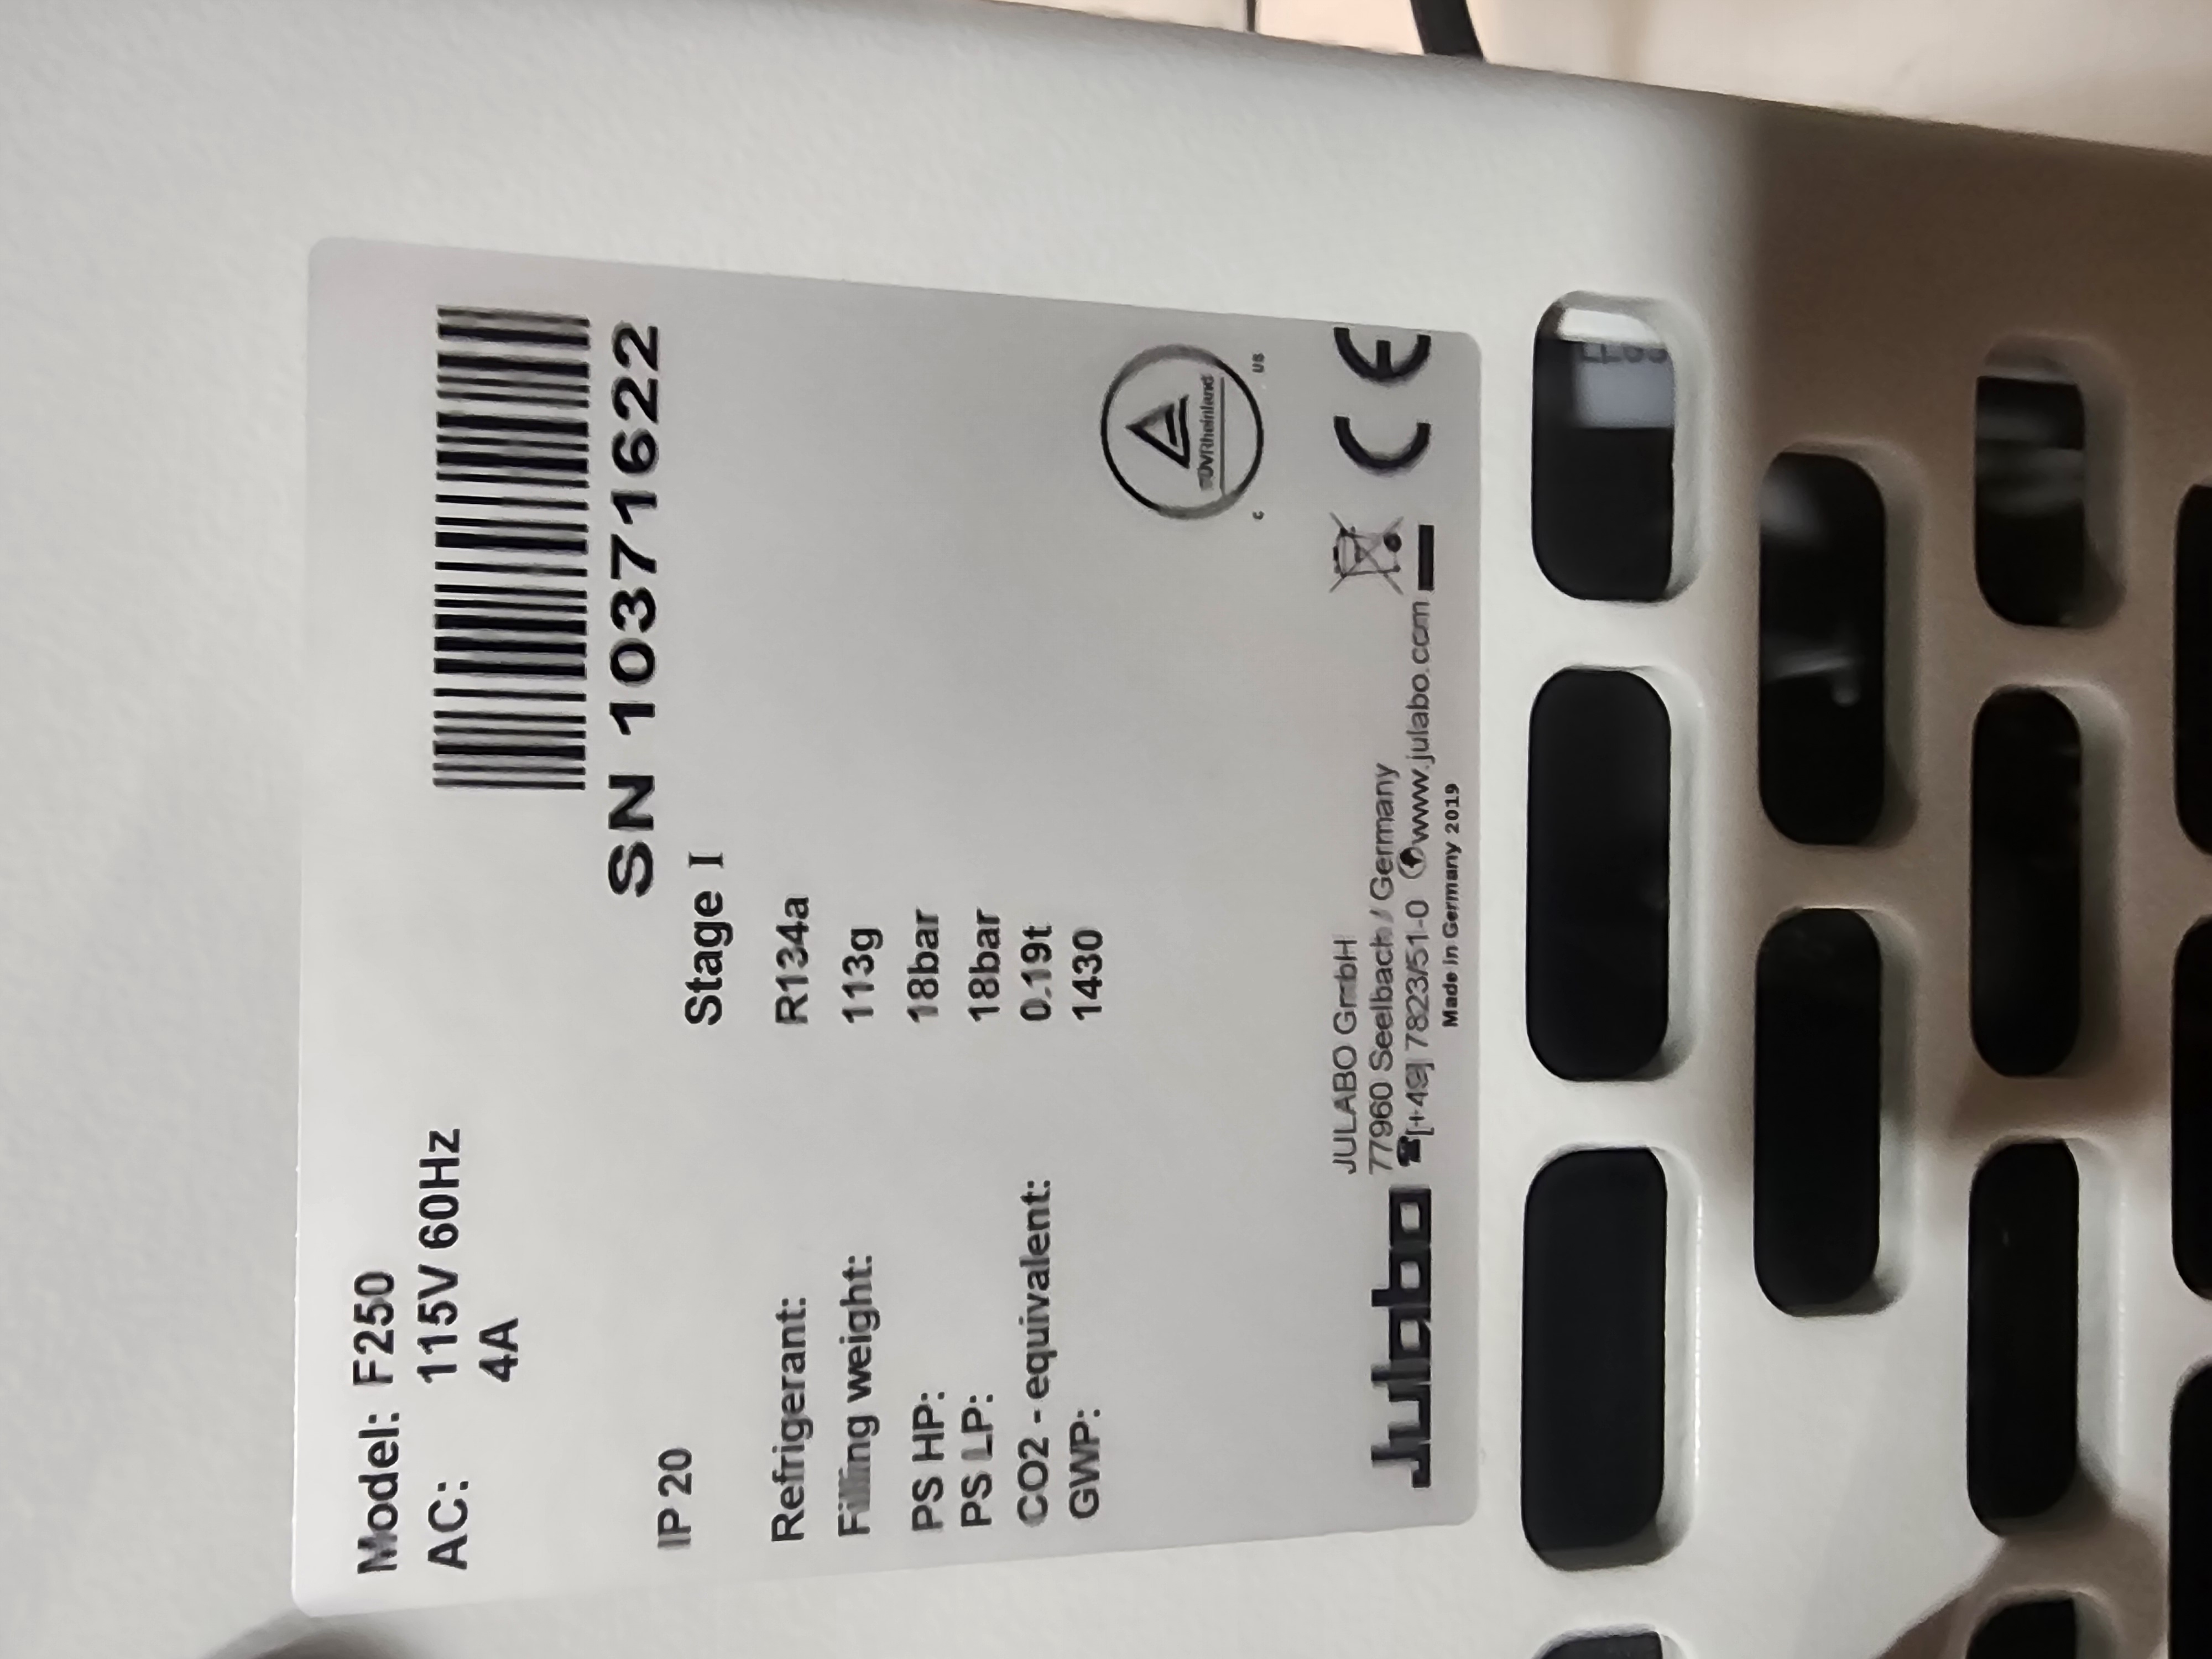 Model: F250
AC: 115V 60Hz
4A
SN 10371622
IP 20
Stage I
Refrigerant: R134a
Filling weight: 113g
PS HP: 18bar
PS LP: 18bar
CO2 - equivalent: 0.19t
GWP: 1430
TÜVRheinland
C US
Julabo
JULABO GmbH
77960 Seelbach / Germany
[+49] 7823/51-0 www.julabo.com
Made in Germany 2019
CE